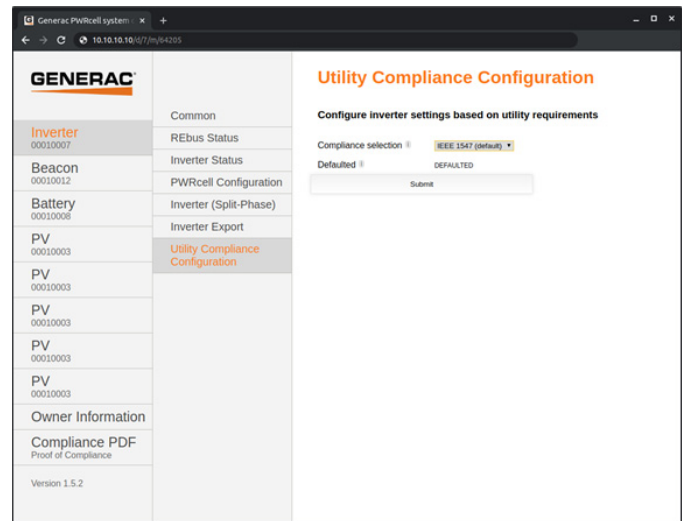 Generac PWRcell system
10.10.10.10/d/7/m/64205
GENERAC
Inverter
00010007
Beacon
00010012
Battery
00010008
PV
00010003
PV
00010003
PV
00010003
PV
00010003
PV
00010003
Owner Information
Compliance PDF
Proof of Compliance
Version 1.5.2
Common
REbus Status
Inverter Status
PWRcell Configuration
Inverter (Split-Phase)
Inverter Export
Utility Compliance
Configuration
Utility Compliance Configuration
Configure inverter settings based on utility requirements
Compliance selection
IEEE 1547 (default)
Defaulted
DEFAULTED
Submit